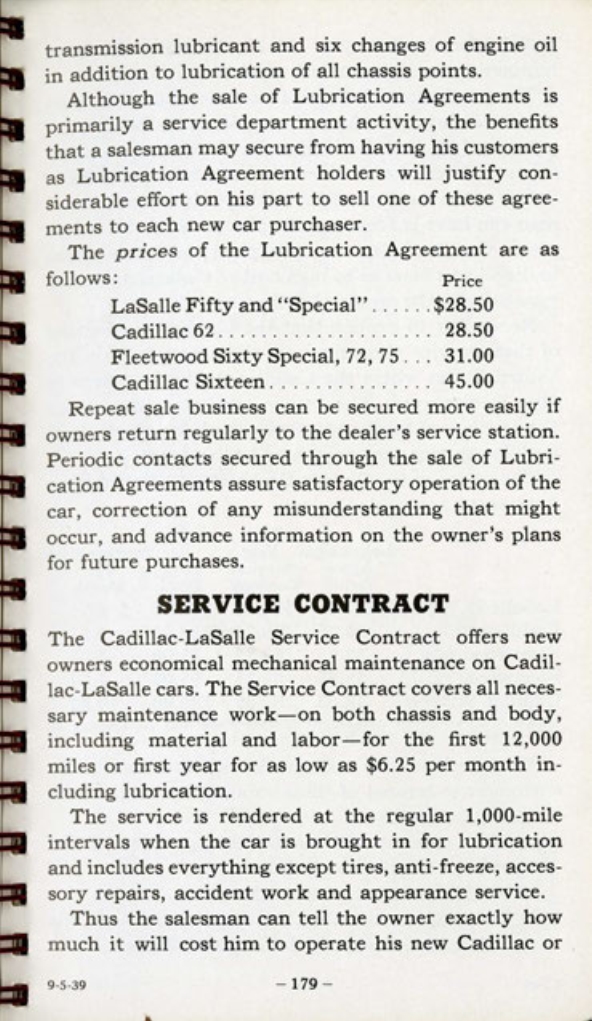 transmission lubricant and six changes of engine oil
in addition to lubrication of all chassis points.
Although the sale of Lubrication Agreements is
primarily a service department activity, the benefits
that a salesman may secure from having his customers
as Lubrication Agreement holders will justify con-
siderable effort on his part to sell one of these agree-
ments to each new car purchaser.
The prices of the Lubrication Agreement are as
follows: Price
LaSalle Fifty and "Special"......$28.50
Cadillac 62................... 28.50
Fleetwood Sixty Special, 72, 75... 31.00
Cadillac Sixteen.............. 45.00
Repeat sale business can be secured more easily if
owners return regularly to the dealer's service station.
Periodic contacts secured through the sale of Lubri-
cation Agreements assure satisfactory operation of the
car, correction of any misunderstanding that might
occur, and advance information on the owner's plans
for future purchases.
SERVICE CONTRACT
The Cadillac-LaSalle Service Contract offers new
owners economical mechanical maintenance on Cadil-
lac-LaSalle cars. The Service Contract covers all neces-
sary maintenance work—on both chassis and body,
including material and labor—for the first 12,000
miles or first year for as low as $6.25 per month in-
cluding lubrication.
The service is rendered at the regular 1,000-mile
intervals when the car is brought in for lubrication
and includes everything except tires, anti-freeze, acces-
sory repairs, accident work and appearance service.
Thus the salesman can tell the owner exactly how
much it will cost him to operate his new Cadillac or
9-5-39 – 179 –